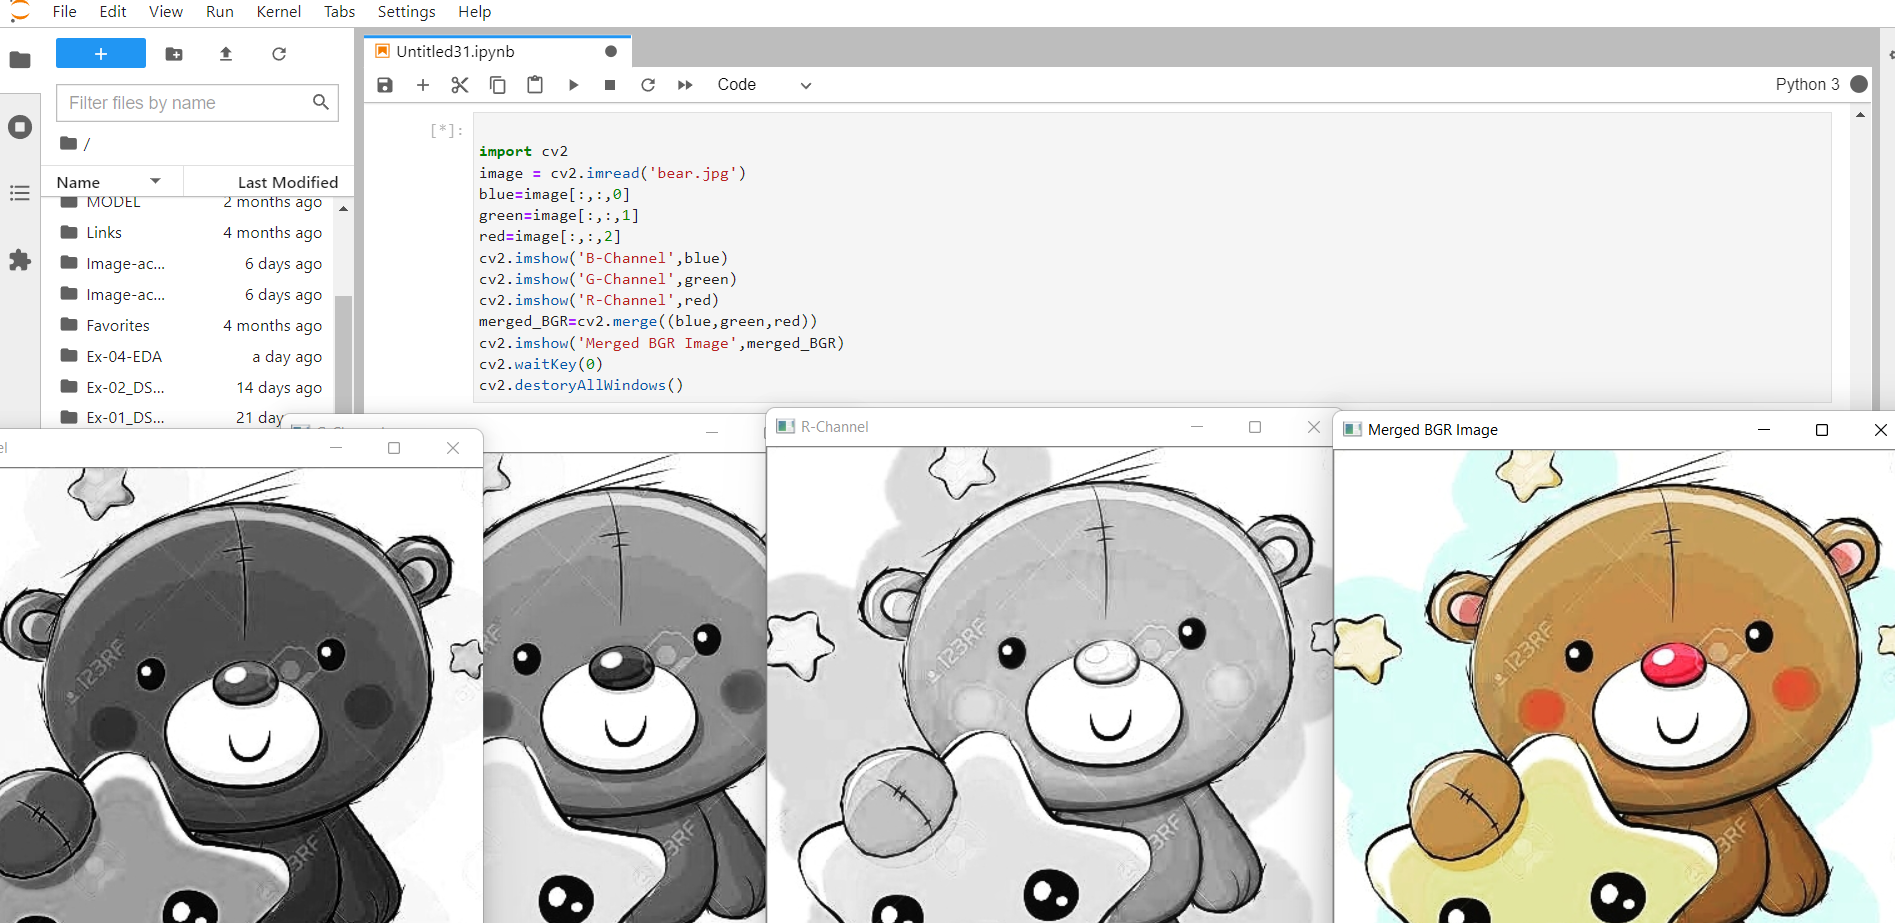 File Edit View Run Kernel Tabs Settings Help
Untitled31.ipynb
Code
Python 3
Filter files by name
/
Name Last Modified
MODEL 2 months ago
Links 4 months ago
Image-ac... 6 days ago
Image-ac... 6 days ago
Favorites 4 months ago
Ex-04-EDA a day ago
Ex-02_DS... 14 days ago
Ex-01_DS... 21 day
[*]:
import cv2
image = cv2.imread('bear.jpg')
blue=image[:,:,0]
green=image[:,:,1]
red=image[:,:,2]
cv2.imshow('B-Channel',blue)
cv2.imshow('G-Channel',green)
cv2.imshow('R-Channel',red)
merged_BGR=cv2.merge((blue,green,red))
cv2.imshow('Merged BGR Image',merged_BGR)
cv2.waitKey(0)
cv2.destoryAllWindows()
el
R-Channel
Merged BGR Image
123RF
123RF
123RF
123RF
123RF
123RF
123RF